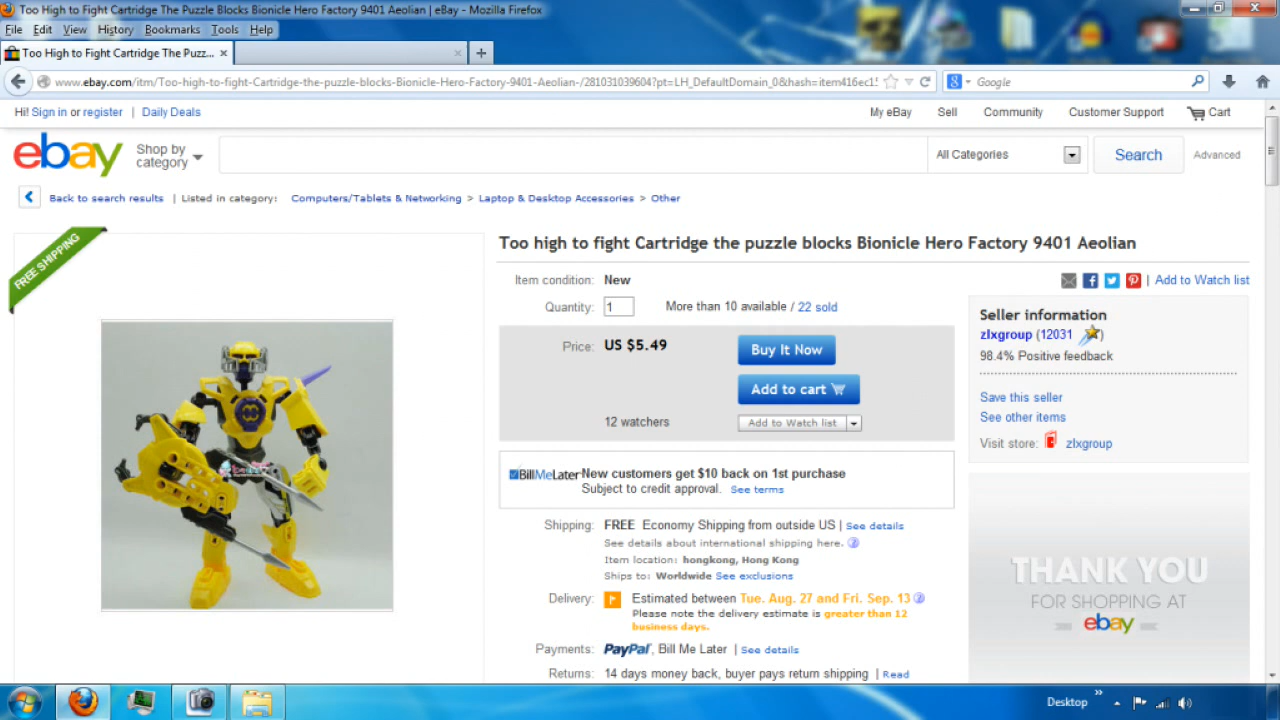 Too High to Fight Cartridge The Puzzle Blocks Bionicle Hero Factory 9401 Aeolian | eBay - Mozilla Firefox
File Edit View History Bookmarks Tools Help
Too High to Fight Cartridge The Puzz...
www.ebay.com/itm/Too-high-to-fight-Cartridge-the-puzzle-blocks-Bionicle-Hero-Factory-9401-Aeolian-/281031039604?pt=LH_DefaultDomain_0&hash=item416ec15
Google
Hi! Sign in or register | Daily Deals
My eBay Sell Community Customer Support Cart
ebay Shop by category All Categories Search Advanced
Back to search results | Listed in category: Computers/Tablets & Networking > Laptop & Desktop Accessories > Other
FREE SHIPPING
Too high to fight Cartridge the puzzle blocks Bionicle Hero Factory 9401 Aeolian
Item condition: New
| Add to Watch list
Quantity: 1 More than 10 available / 22 sold
Price: US $5.49 Buy It Now
Add to cart
12 watchers Add to Watch list
Seller information
zlxgroup (12031 )
98.4% Positive feedback
Save this seller
See other items
Visit store: zlxgroup
BillMeLater New customers get $10 back on 1st purchase
Subject to credit approval. See terms
Shipping: FREE Economy Shipping from outside US | See details
See details about international shipping here.
Item location: hongkong, Hong Kong
Ships to: Worldwide See exclusions
Delivery: Estimated between Tue. Aug. 27 and Fri. Sep. 13
Please note the delivery estimate is greater than 12
business days.
Payments: PayPal, Bill Me Later | See details
Returns: 14 days money back, buyer pays return shipping | Read
THANK YOU
FOR SHOPPING AT
ebay
Desktop